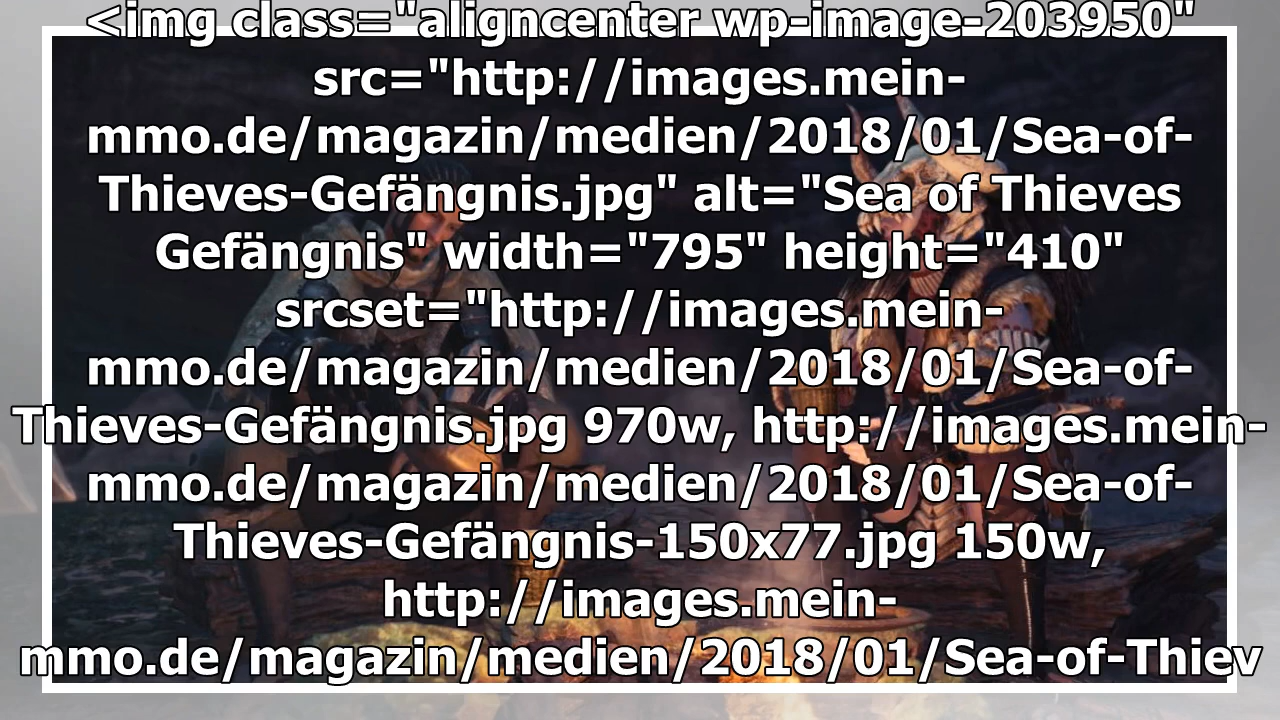 <img class="aligncenter wp-image-203950"
src="http://images.mein-
mmo.de/magazin/medien/2018/01/Sea-of-
Thieves-Gefängnis.jpg" alt="Sea of Thieves
Gefängnis" width="795" height="410"
srcset="http://images.mein-
mmo.de/magazin/medien/2018/01/Sea-of-
Thieves-Gefängnis.jpg 970w, http://images.mein-
mmo.de/magazin/medien/2018/01/Sea-of-
Thieves-Gefängnis-150x77.jpg 150w,
http://images.mein-
mmo.de/magazin/medien/2018/01/Sea-of-Thiev